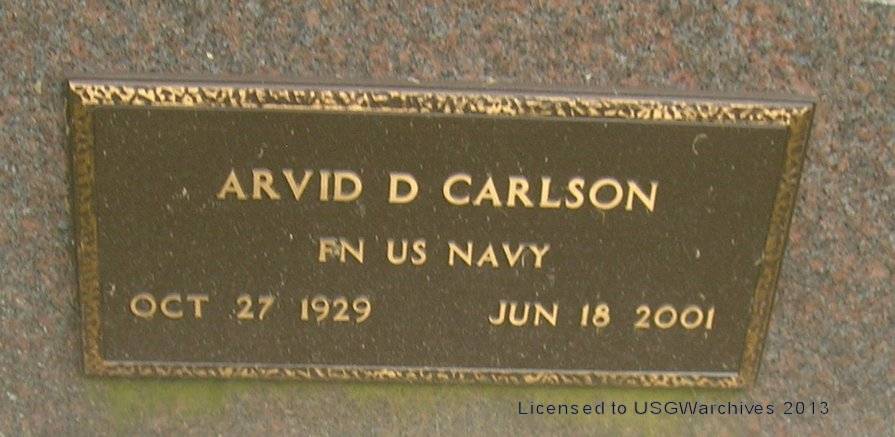 ARVID D CARLSON
FN US NAVY
OCT 27 1929 JUN 18 2001
Licensed to USGWarchives 2013